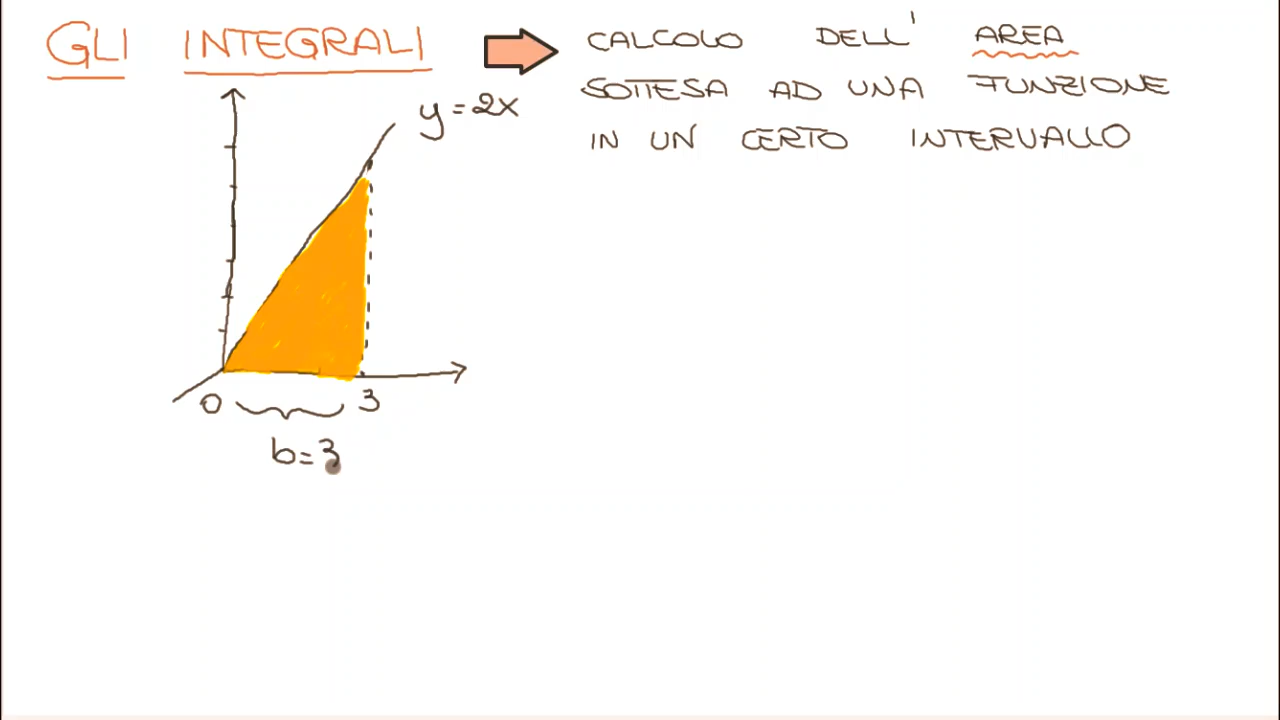 GLI INTEGRALI
CALCOLO DELL' AREA
SOTTESA AD UNA FUNZIONE
IN UN CERTO INTERVALLO
y=2x
0 3
b=3